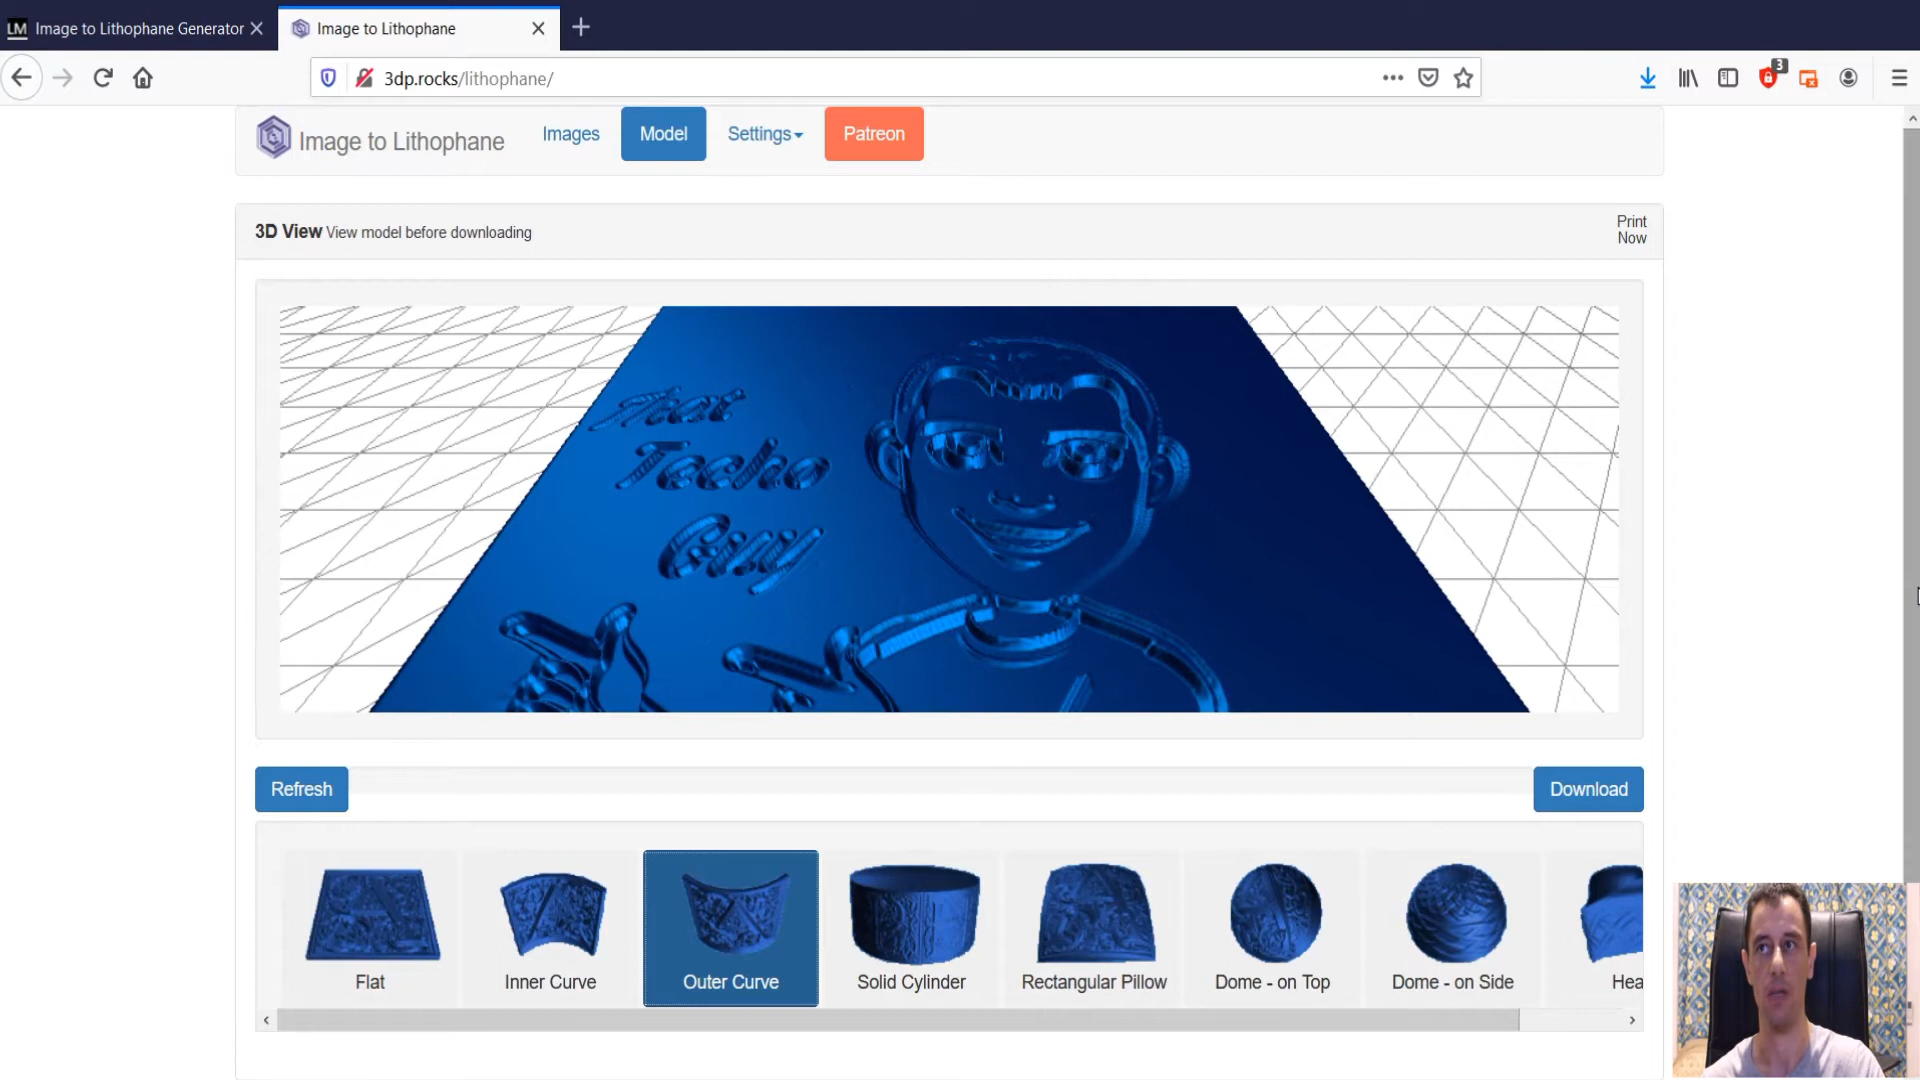 LM Image to Lithophane Generator
Image to Lithophane
3dp.rocks/lithophane/
3
Image to Lithophane
Images
Model
Settings
Patreon
3D View View model before downloading
Print
Now
Techo
Guy
Refresh
Download
Flat
Inner Curve
Outer Curve
Solid Cylinder
Rectangular Pillow
Dome - on Top
Dome - on Side
Hea